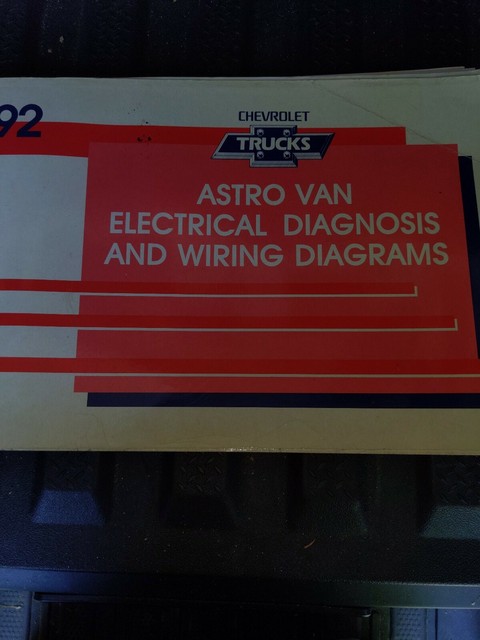 92
CHEVROLET
TRUCKS
ASTRO VAN
ELECTRICAL DIAGNOSIS
AND WIRING DIAGRAMS